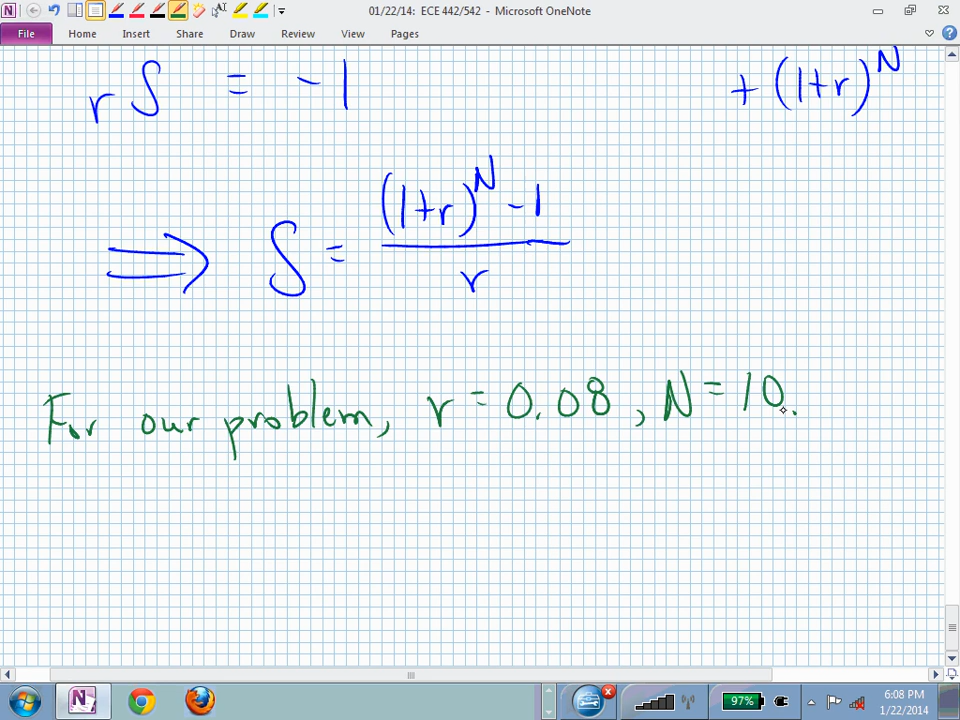 01/22/14: ECE 442/542 - Microsoft OneNote
File Home Insert Share Draw Review View Pages
r S = -1 + (1+r)^N
⇒ S = ((1+r)^N - 1) / r
For our problem, r = 0.08, N = 10.
97%
6:08 PM
1/22/2014